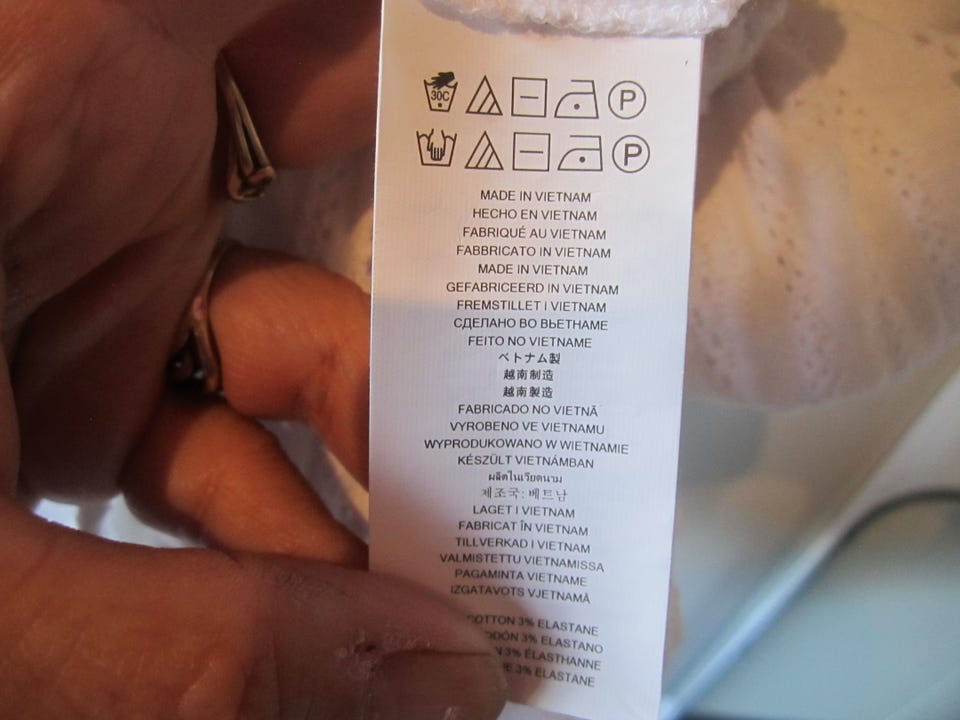 30C P
P
MADE IN VIETNAM
HECHO EN VIETNAM
FABRIQUÉ AU VIETNAM
FABBRICATO IN VIETNAM
MADE IN VIETNAM
GEFABRICEERD IN VIETNAM
FREMSTILLET I VIETNAM
СДЕЛАНО ВО ВЬЕТНАМЕ
FEITO NO VIETNAME
ベトナム製
越南制造
越南製造
FABRICADO NO VIETNÃ
VYROBENO VE VIETNAMU
WYPRODUKOWANO W WIETNAMIE
KÉSZÜLT VIETNÁMBAN
ผลิตในเวียดนาม
제조국: 베트남
LAGET I VIETNAM
FABRICAT ÎN VIETNAM
TILLVERKAD I VIETNAM
VALMISTETTU VIETNAMISSA
PAGAMINTA VIETNAME
IZGATAVOTS VJETNAMĀ
COTTON 3% ELASTANE
3% ELASTANO
3% ÉLASTHANNE
3% ELASTANE